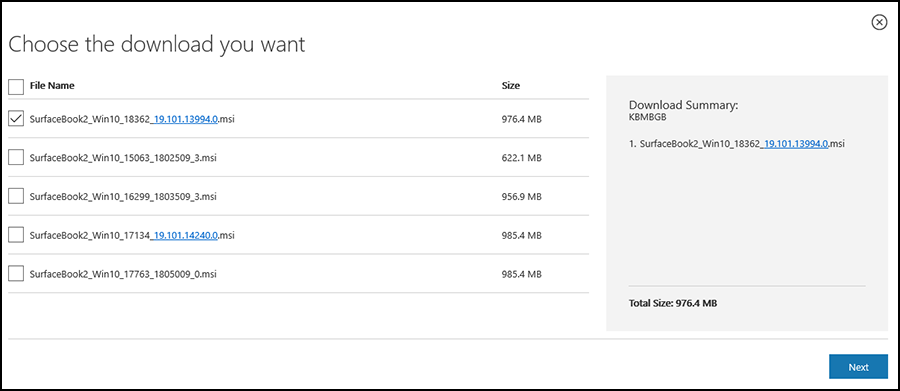 Choose the download you want
File Name Size
SurfaceBook2_Win10_18362_19.101.13994.0.msi 976.4 MB
SurfaceBook2_Win10_15063_1802509_3.msi 622.1 MB
SurfaceBook2_Win10_16299_1803509_3.msi 956.9 MB
SurfaceBook2_Win10_17134_19.101.14240.0.msi 985.4 MB
SurfaceBook2_Win10_17763_1805009_0.msi 985.4 MB
Download Summary:
KBMBGB
1. SurfaceBook2_Win10_18362_19.101.13994.0.msi
Total Size: 976.4 MB
Next